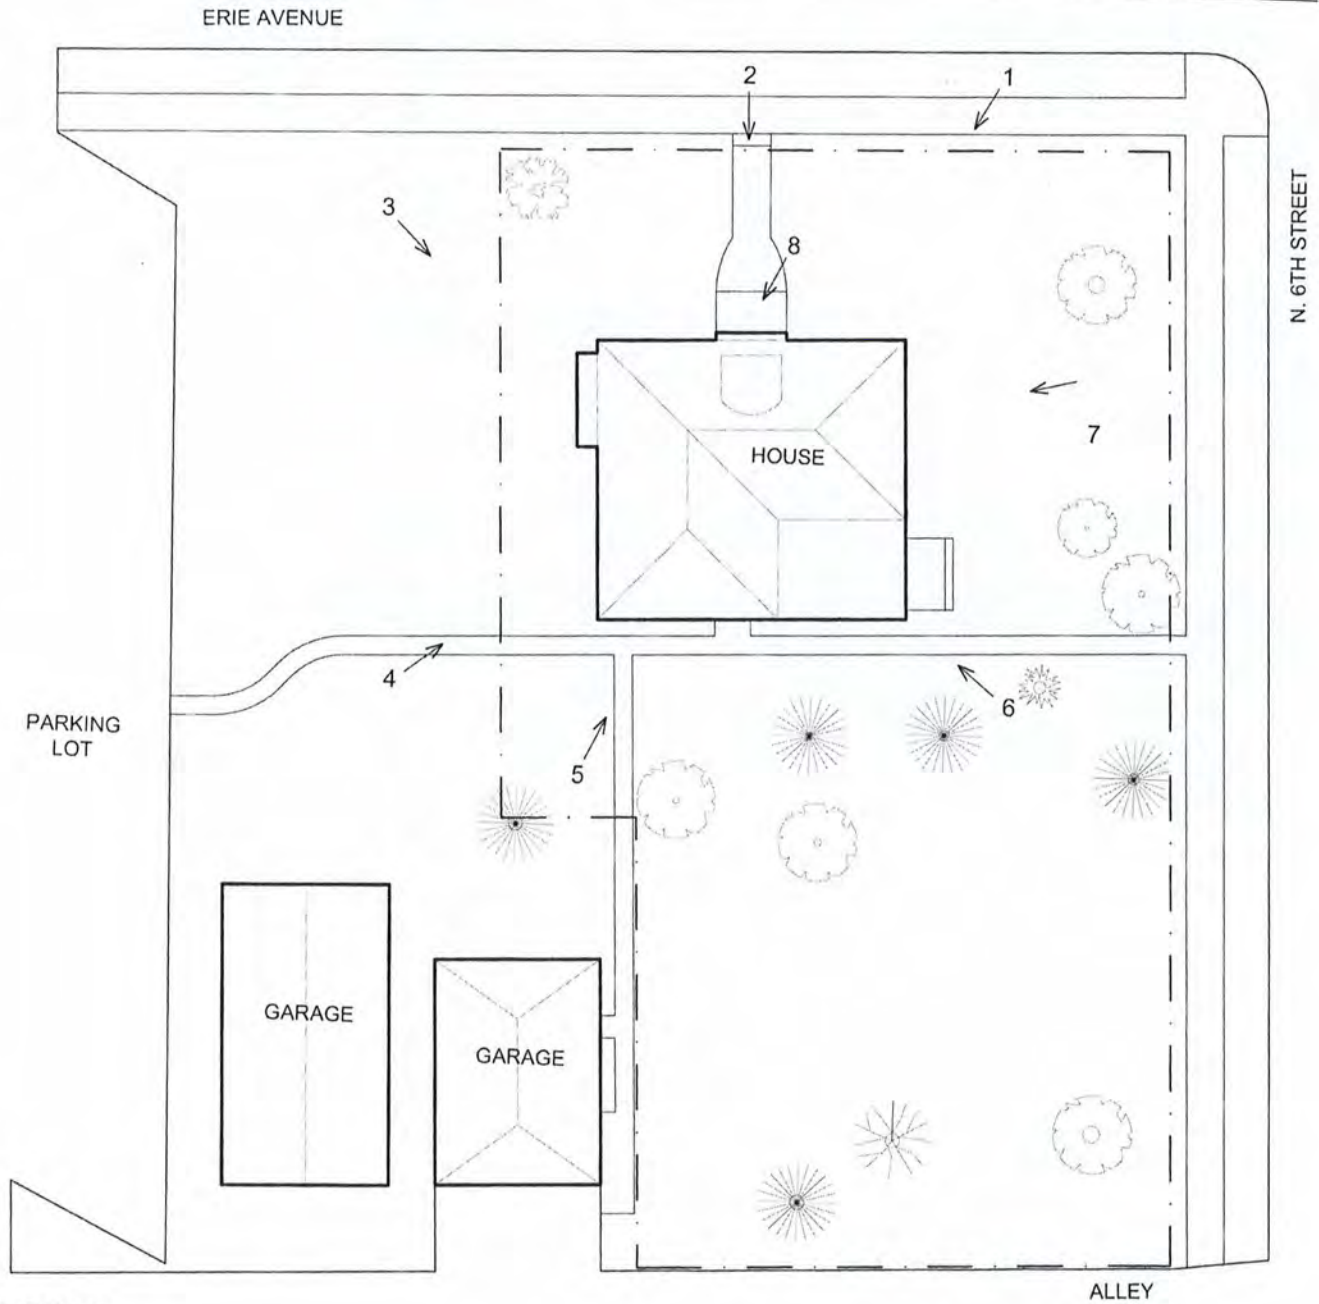 ERIE AVENUE
2
1
N. 6TH STREET
3
8
7
HOUSE
4
6
PARKING
LOT
5
GARAGE
GARAGE
ALLEY